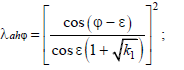 λahφ = [ cos(φ − ε) / cos ε(1 + √k₁) ]² ;